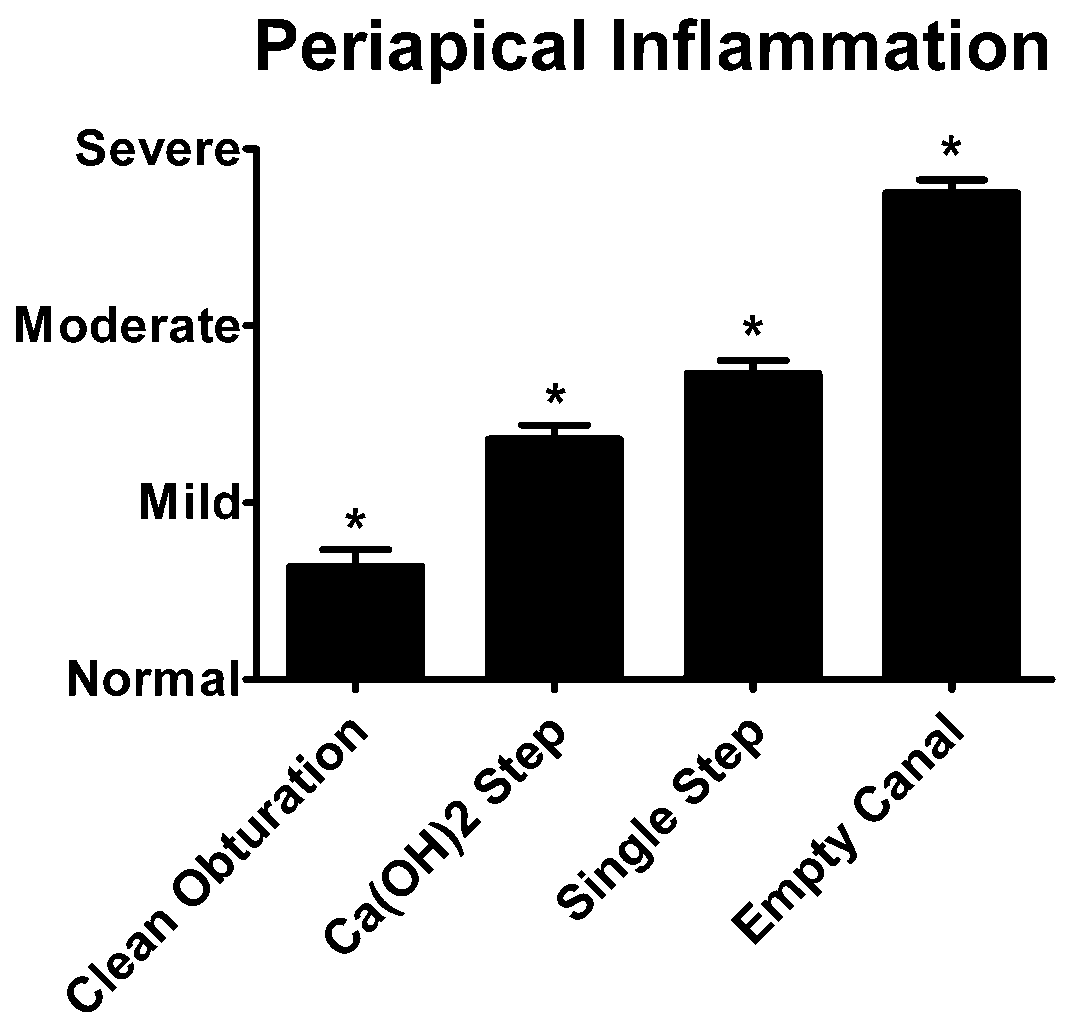 Periapical Inflammation
Severe
Moderate
Mild
Normal
*
*
*
*
Clean Obturation
Ca(OH)2 Step
Single Step
Empty Canal